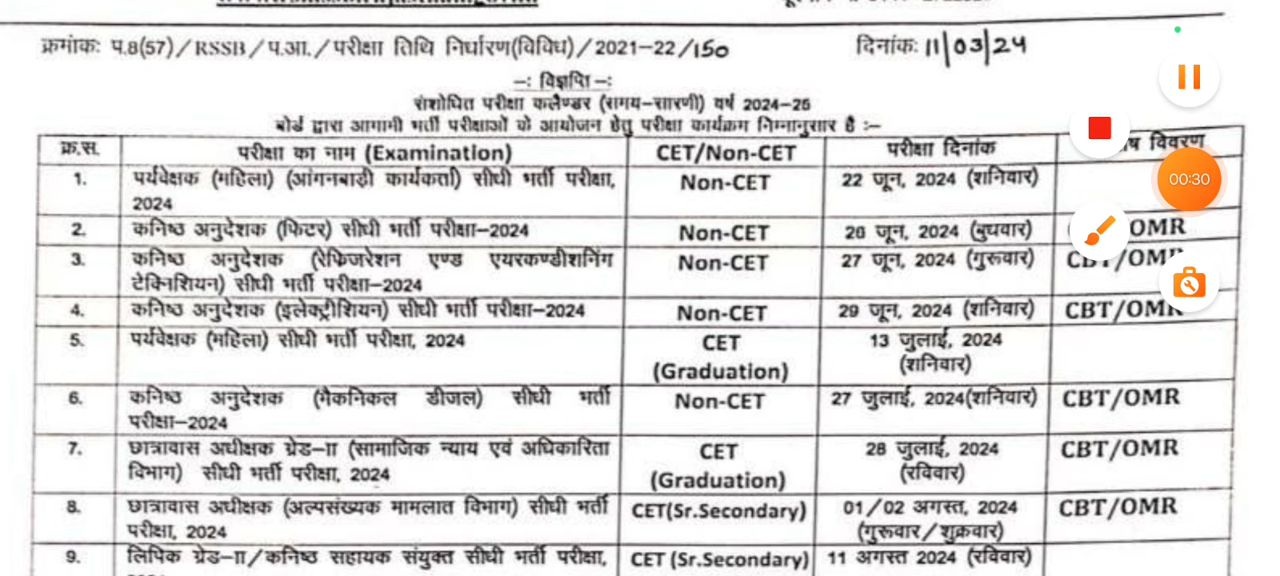 क्रमांक: प.8(57)/RSSB/प.आ./परीक्षा तिथि निर्धारण(विविध)/2021-22/150 दिनांक: 11/03/24
-: विज्ञप्ति -:
संशोधित परीक्षा कलैण्डर (समय-सारणी) वर्ष 2024-25
बोर्ड द्वारा आगामी भर्ती परीक्षाओं के आयोजन हेतु परीक्षा कार्यक्रम निम्नानुसार है :-
क्र.स. परीक्षा का नाम (Examination) CET/Non-CET परीक्षा दिनांक विवरण
1. पर्यवेक्षक (महिला) (आंगनबाड़ी कार्यकर्ता) सीधी भर्ती परीक्षा, Non-CET 22 जून, 2024 (शनिवार)
2024
00:30
2. कनिष्ठ अनुदेशक (फिटर) सीधी भर्ती परीक्षा-2024 Non-CET 26 जून, 2024 (बुधवार) OMR
3. कनिष्ठ अनुदेशक (रेफ्रिजरेशन एण्ड एयरकण्डीशनिंग Non-CET 27 जून, 2024 (गुरूवार) CBT/OMR
टेक्निशियन) सीधी भर्ती परीक्षा-2024
4. कनिष्ठ अनुदेशक (इलेक्ट्रीशियन) सीधी भर्ती परीक्षा-2024 Non-CET 29 जून, 2024 (शनिवार) CBT/OMR
5. पर्यवेक्षक (महिला) सीधी भर्ती परीक्षा, 2024 CET 13 जुलाई, 2024
(Graduation) (शनिवार)
6. कनिष्ठ अनुदेशक (मैकनिकल डीजल) सीधी भर्ती Non-CET 27 जुलाई, 2024(शनिवार) CBT/OMR
परीक्षा-2024
7. छात्रावास अधीक्षक ग्रेड-II (सामाजिक न्याय एवं अधिकारिता CET 28 जुलाई, 2024 CBT/OMR
विभाग) सीधी भर्ती परीक्षा, 2024 (Graduation) (रविवार)
8. छात्रावास अधीक्षक (अल्पसंख्यक मामलात विभाग) सीधी भर्ती CET(Sr.Secondary) 01/02 अगस्त, 2024 CBT/OMR
परीक्षा, 2024 (गुरूवार/शुक्रवार)
9. लिपिक ग्रेड-II/कनिष्ठ सहायक संयुक्त सीधी भर्ती परीक्षा, CET (Sr.Secondary) 11 अगस्त 2024 (रविवार)